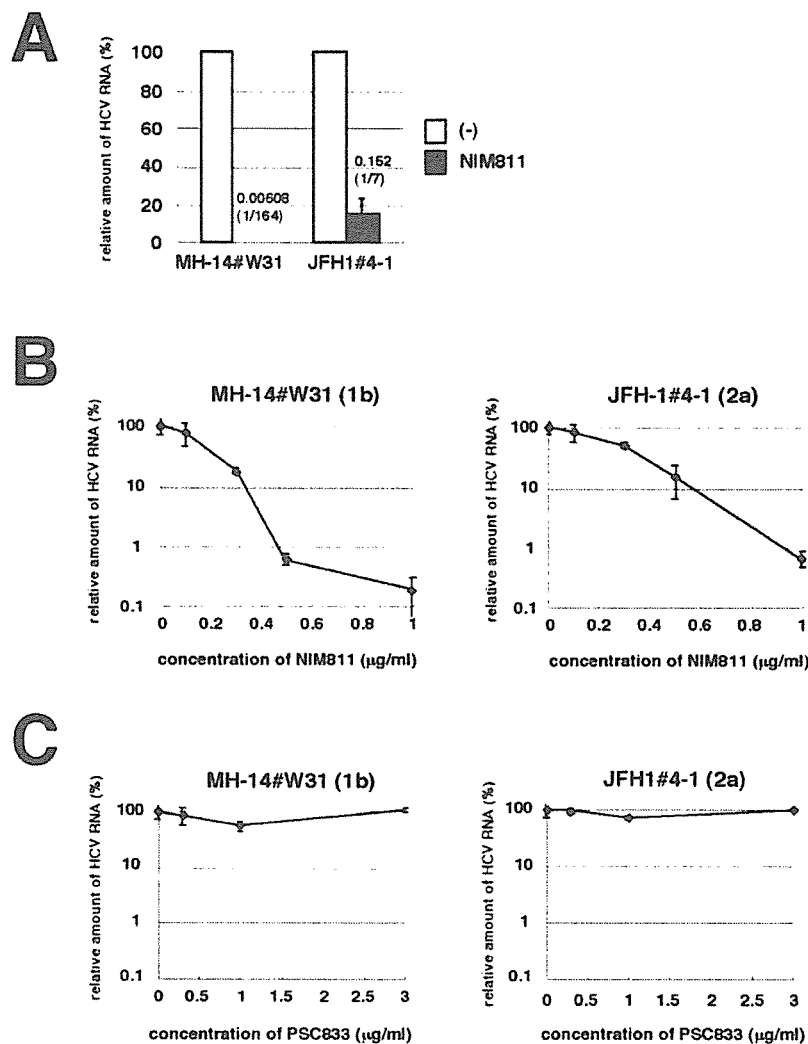 A
relative amount of HCV RNA (%)
100
80
60
40
20
0
0.00608
(1/164)
0.152
(1/7)
MH-14#W31
JFH1#4-1
(-)
NIM811
B
MH-14#W31 (1b)
relative amount of HCV RNA (%)
100
10
1
0.1
0 0.2 0.4 0.6 0.8 1
concentration of NIM811 (μg/ml)
JFH-1#4-1 (2a)
relative amount of HCV RNA (%)
100
10
1
0.1
0 0.2 0.4 0.6 0.8 1
concentration of NIM811 (μg/ml)
C
MH-14#W31 (1b)
relative amount of HCV RNA (%)
100
10
1
0.1
0 0.5 1 1.5 2 2.5 3
concentration of PSC833 (μg/ml)
JFH1#4-1 (2a)
relative amount of HCV RNA (%)
100
10
1
0.1
0 0.5 1 1.5 2 2.5 3
concentration of PSC833 (μg/ml)